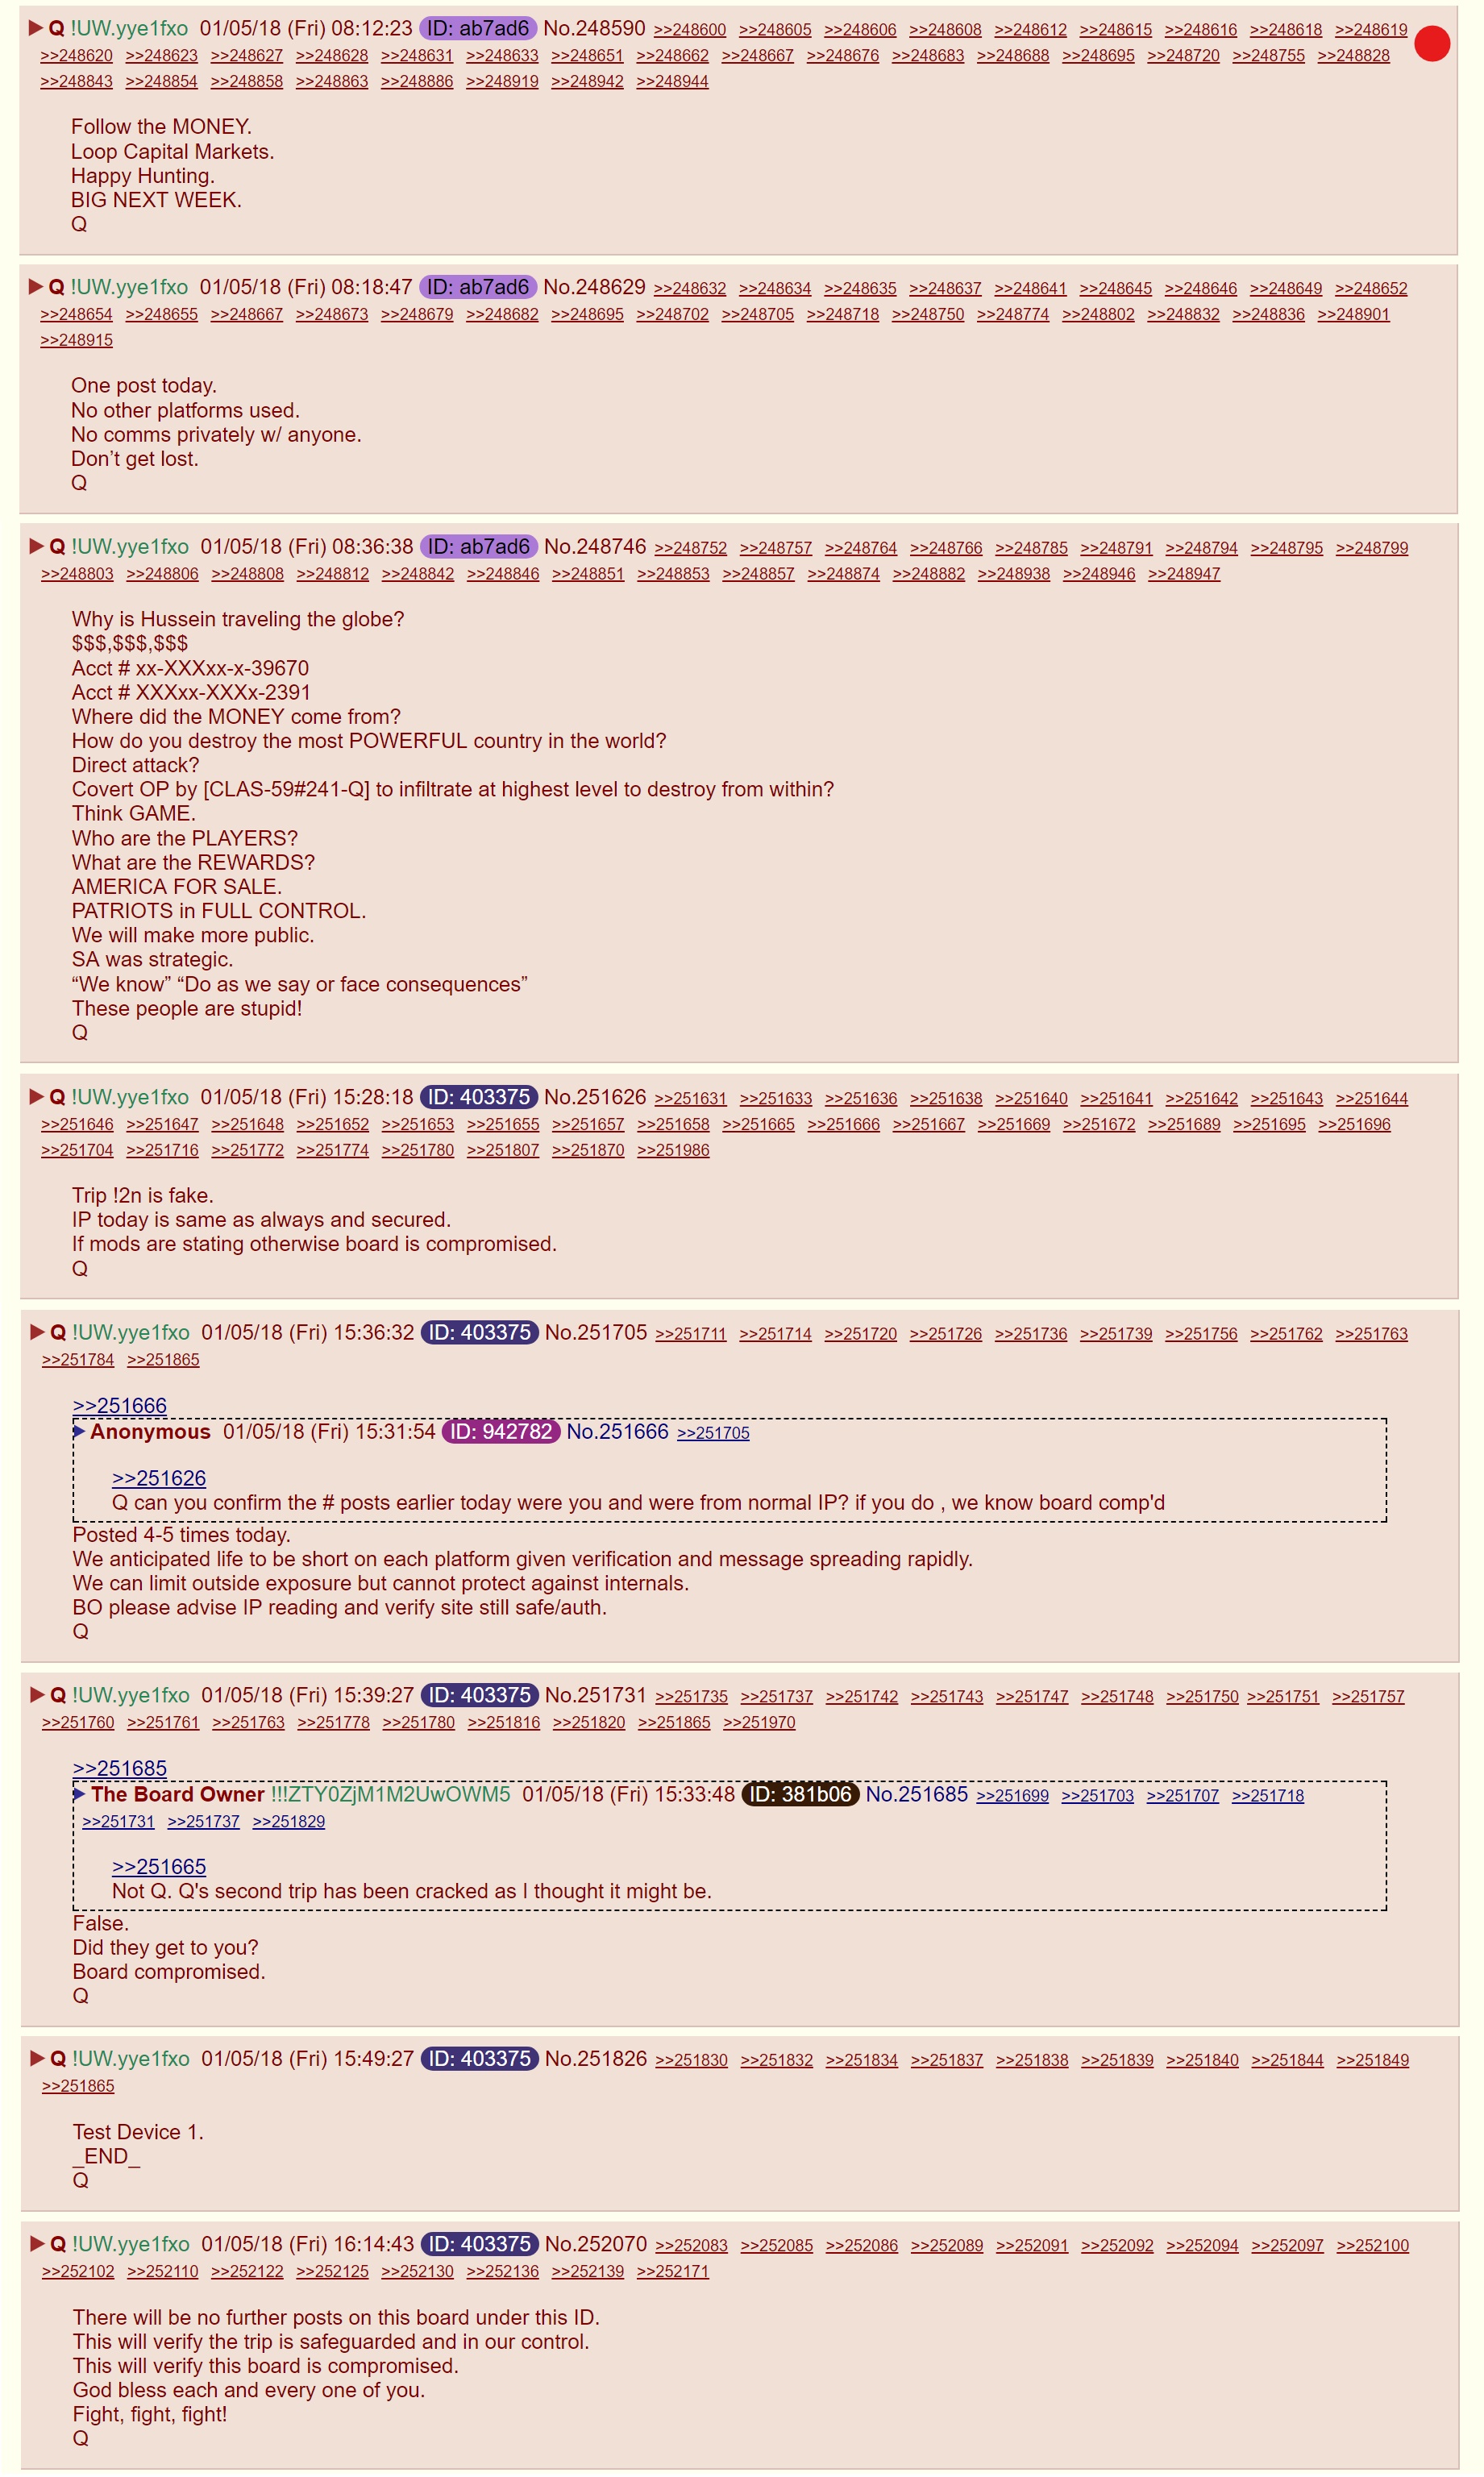 ▶ Q !UW.yye1fxo 01/05/18 (Fri) 08:12:23 ID: ab7ad6 No.248590 >>248600 >>248605 >>248606 >>248608 >>248612 >>248615 >>248616 >>248618 >>248619
>>248620 >>248623 >>248627 >>248628 >>248631 >>248633 >>248651 >>248662 >>248667 >>248676 >>248683 >>248688 >>248695 >>248720 >>248755 >>248828
>>248843 >>248854 >>248858 >>248863 >>248886 >>248919 >>248942 >>248944
Follow the MONEY.
Loop Capital Markets.
Happy Hunting.
BIG NEXT WEEK.
Q
▶ Q !UW.yye1fxo 01/05/18 (Fri) 08:18:47 ID: ab7ad6 No.248629 >>248632 >>248634 >>248635 >>248637 >>248641 >>248645 >>248646 >>248649 >>248652
>>248654 >>248655 >>248667 >>248673 >>248679 >>248682 >>248695 >>248702 >>248705 >>248718 >>248750 >>248774 >>248802 >>248832 >>248836 >>248901
>>248915
One post today.
No other platforms used.
No comms privately w/ anyone.
Don’t get lost.
Q
▶ Q !UW.yye1fxo 01/05/18 (Fri) 08:36:38 ID: ab7ad6 No.248746 >>248752 >>248757 >>248764 >>248766 >>248785 >>248791 >>248794 >>248795 >>248799
>>248803 >>248806 >>248808 >>248812 >>248842 >>248846 >>248851 >>248853 >>248857 >>248874 >>248882 >>248938 >>248946 >>248947
Why is Hussein traveling the globe?
$$$,$$$,$$$
Acct # xx-XXXxx-x-39670
Acct # XXXxx-XXXx-2391
Where did the MONEY come from?
How do you destroy the most POWERFUL country in the world?
Direct attack?
Covert OP by [CLAS-59#241-Q] to infiltrate at highest level to destroy from within?
Think GAME.
Who are the PLAYERS?
What are the REWARDS?
AMERICA FOR SALE.
PATRIOTS in FULL CONTROL.
We will make more public.
SA was strategic.
“We know” “Do as we say or face consequences”
These people are stupid!
Q
▶ Q !UW.yye1fxo 01/05/18 (Fri) 15:28:18 ID: 403375 No.251626 >>251631 >>251633 >>251636 >>251638 >>251640 >>251641 >>251642 >>251643 >>251644
>>251646 >>251647 >>251648 >>251652 >>251653 >>251655 >>251657 >>251658 >>251665 >>251666 >>251667 >>251669 >>251672 >>251689 >>251695 >>251696
>>251704 >>251716 >>251772 >>251774 >>251780 >>251807 >>251870 >>251986
Trip !2n is fake.
IP today is same as always and secured.
If mods are stating otherwise board is compromised.
Q
▶ Q !UW.yye1fxo 01/05/18 (Fri) 15:36:32 ID: 403375 No.251705 >>251711 >>251714 >>251720 >>251726 >>251736 >>251739 >>251756 >>251762 >>251763
>>251784 >>251865
>>251666
▶ Anonymous 01/05/18 (Fri) 15:31:54 ID: 942782 No.251666 >>251705
>>251626
Q can you confirm the # posts earlier today were you and were from normal IP? if you do , we know board comp'd
Posted 4-5 times today.
We anticipated life to be short on each platform given verification and message spreading rapidly.
We can limit outside exposure but cannot protect against internals.
BO please advise IP reading and verify site still safe/auth.
Q
▶ Q !UW.yye1fxo 01/05/18 (Fri) 15:39:27 ID: 403375 No.251731 >>251735 >>251737 >>251742 >>251743 >>251747 >>251748 >>251750 >>251751 >>251757
>>251760 >>251761 >>251763 >>251778 >>251780 >>251816 >>251820 >>251865 >>251970
>>251685
▶ The Board Owner !!!ZTY0ZjM1M2UwOWM5 01/05/18 (Fri) 15:33:48 ID: 381b06 No.251685 >>251699 >>251703 >>251707 >>251718
>>251731 >>251737 >>251829
>>251665
Not Q. Q's second trip has been cracked as I thought it might be.
False.
Did they get to you?
Board compromised.
Q
▶ Q !UW.yye1fxo 01/05/18 (Fri) 15:49:27 ID: 403375 No.251826 >>251830 >>251832 >>251834 >>251837 >>251838 >>251839 >>251840 >>251844 >>251849
>>251865
Test Device 1.
_END_
Q
▶ Q !UW.yye1fxo 01/05/18 (Fri) 16:14:43 ID: 403375 No.252070 >>252083 >>252085 >>252086 >>252089 >>252091 >>252092 >>252094 >>252097 >>252100
>>252102 >>252110 >>252122 >>252125 >>252130 >>252136 >>252139 >>252171
There will be no further posts on this board under this ID.
This will verify the trip is safeguarded and in our control.
This will verify this board is compromised.
God bless each and every one of you.
Fight, fight, fight!
Q